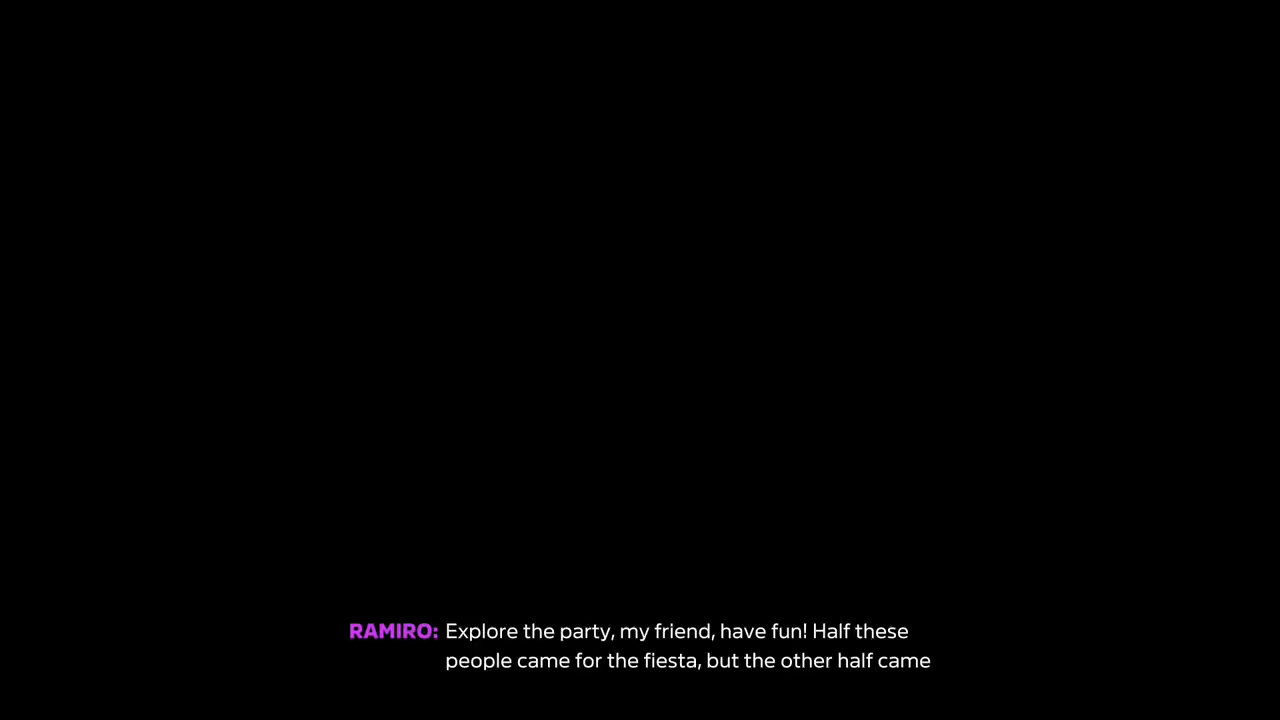 RAMIRO: Explore the party, my friend, have fun! Half these
people came for the fiesta, but the other half came